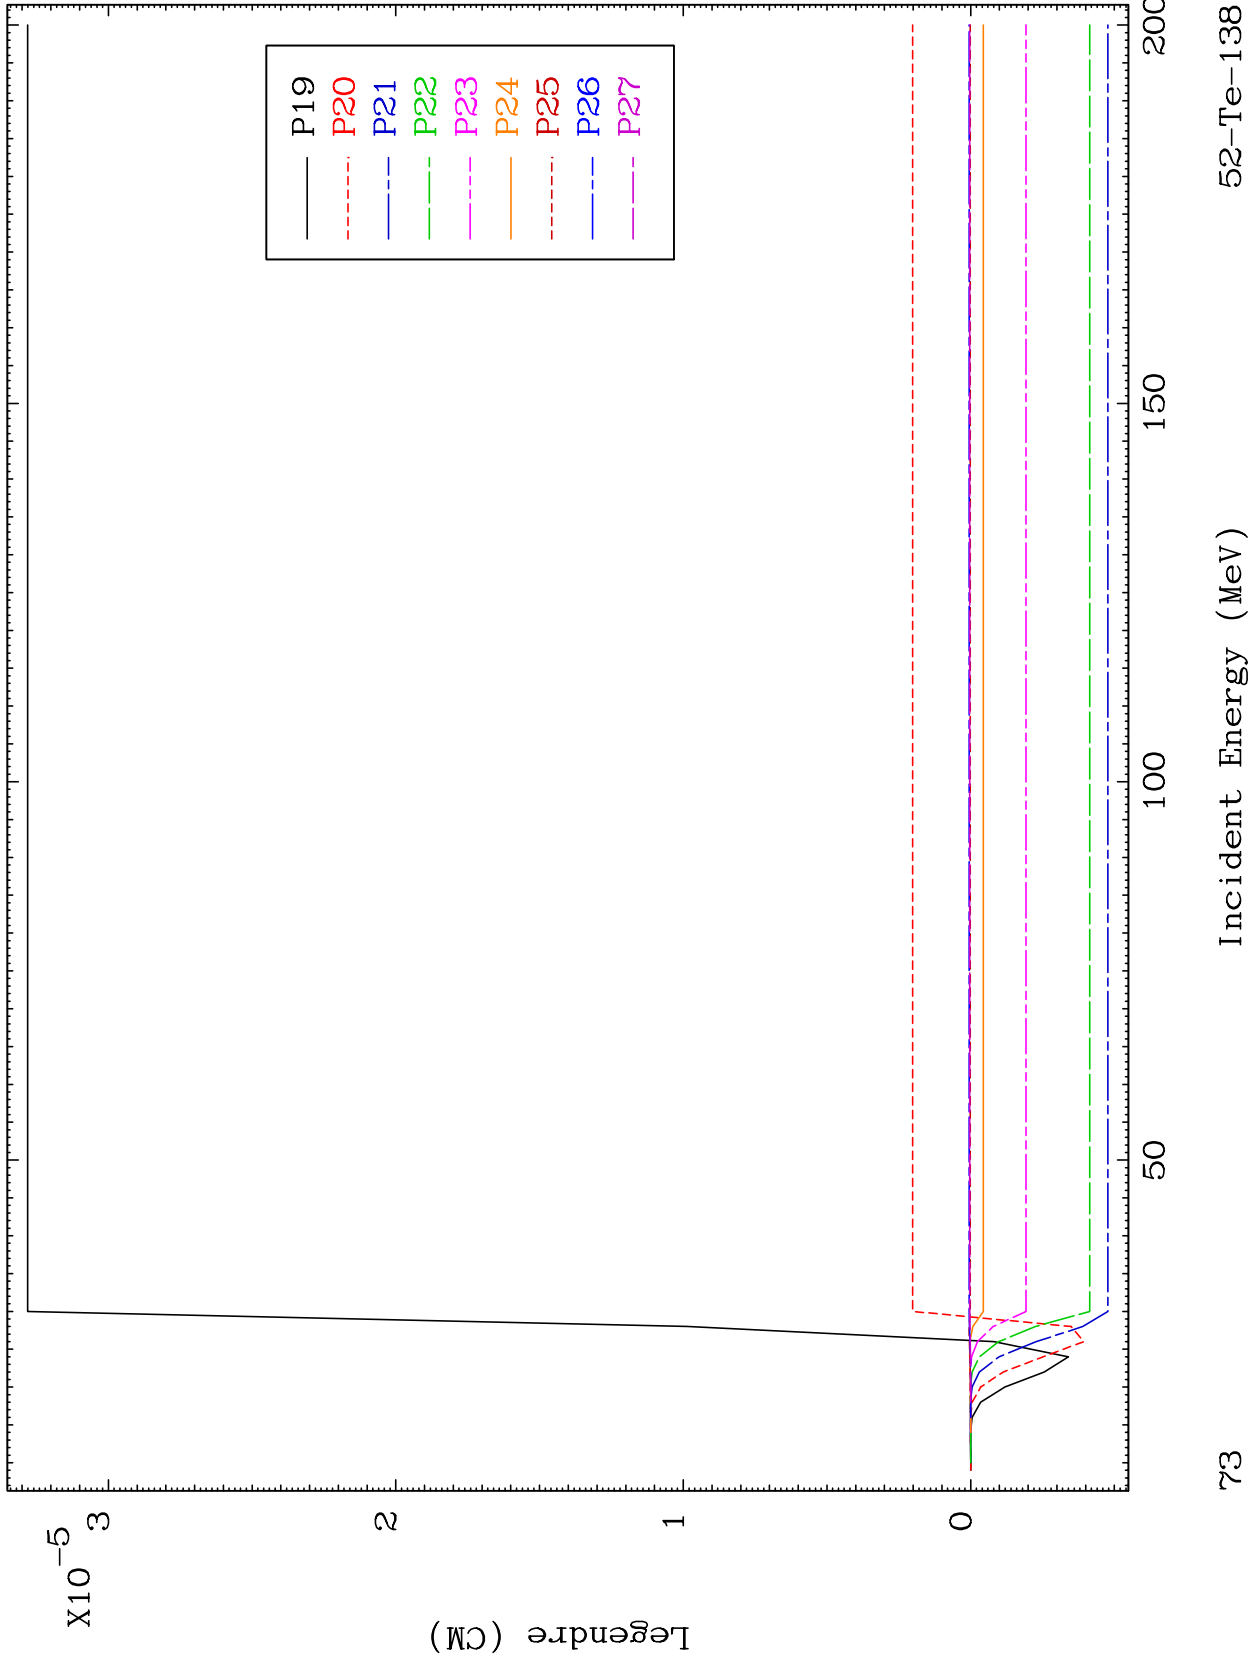 X10-5
3
2
1
0
Legendre (CM)
P19
P20
P21
P22
P23
P24
P25
P26
P27
50
100
150
200
Incident Energy (MeV)
73
52-Te-138